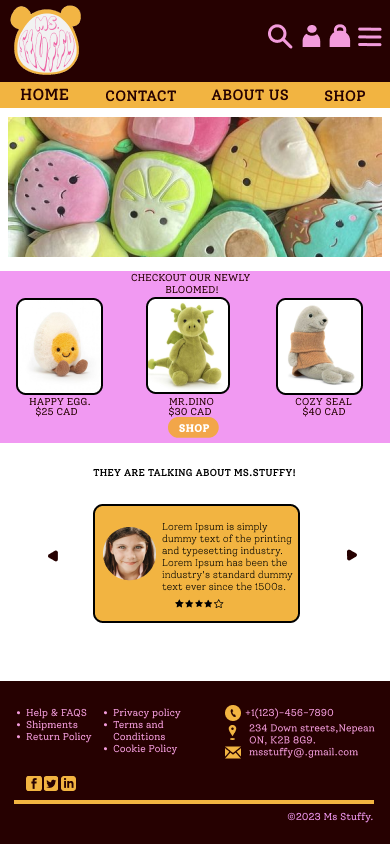 MS.
FLUFFY.
HOME CONTACT ABOUT US SHOP
CHECKOUT OUR NEWLY
BLOOMED!
HAPPY EGG.
$25 CAD
MR.DINO
$30 CAD
COZY SEAL
$40 CAD
SHOP
THEY ARE TALKING ABOUT MS.STUFFY!
Lorem Ipsum is simply
dummy text of the printing
and typesetting industry.
Lorem Ipsum has been the
industry's standard dummy
text ever since the 1500s.
• Help & FAQS
• Shipments
• Return Policy
• Privacy policy
• Terms and
Conditions
• Cookie Policy
+1(123)-456-7890
234 Down streets,Nepean
ON, K2B 8G9.
msstuffy@.gmail.com
©2023 Ms Stuffy.